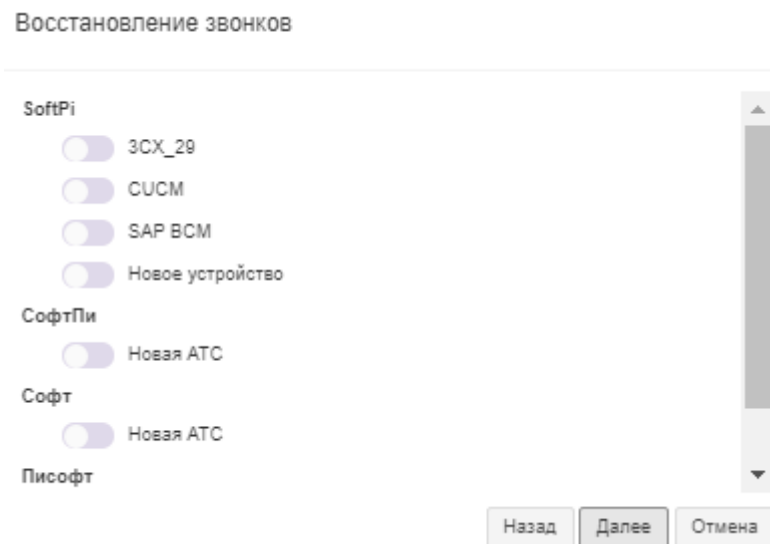 Восстановление звонков
SoftPi
3CX_29
CUCM
SAP BCM
Новое устройство
СофтПи
Новая АТС
Софт
Новая АТС
Писофт
Назад Далее Отмена